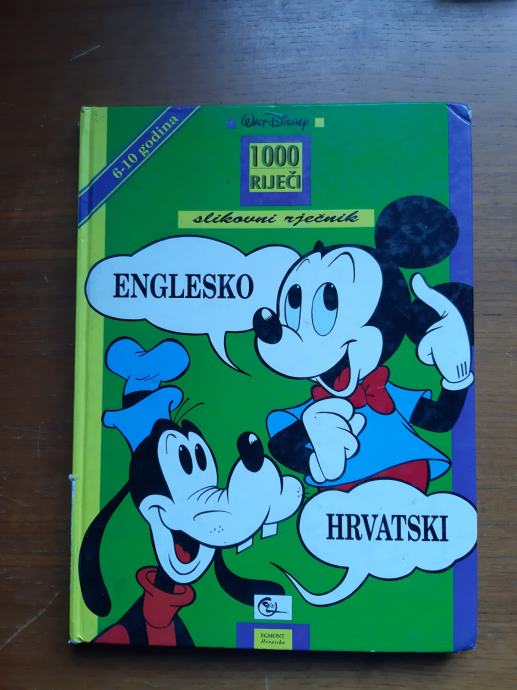 WALT DISNEY
6-10 godina
1000
RIJEČI
slikovni rječnik
ENGLESKO
HRVATSKI
EGMONT
Hrvatska